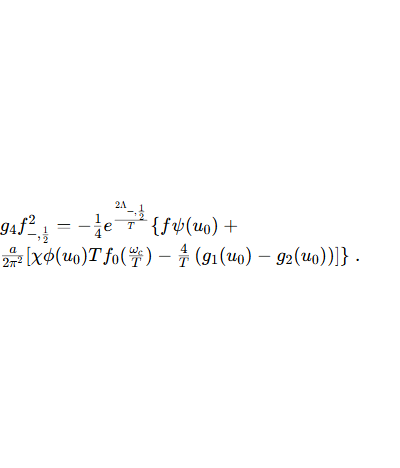 $g_4 f^2_{-,\frac{1}{2}} = -\frac{1}{4} e^{\frac{2\Lambda_{-,\frac{1}{2}}}{T}} \{ f\psi(u_0) +$
$\frac{a}{2\pi^2} [\chi\phi(u_0) T f_0(\frac{\omega_c}{T}) - \frac{4}{T} (g_1(u_0) - g_2(u_0))] \} \ .$